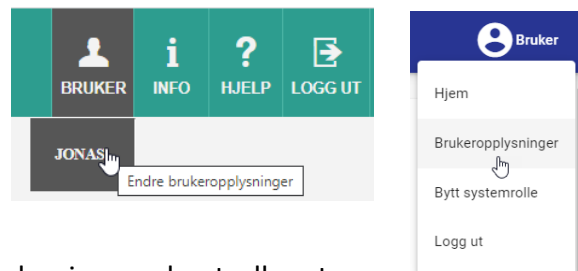 BRUKER INFO HJELP LOGG UT
JONAS
Endre brukeropplysninger
Bruker
Hjem
Brukeropplysninger
Bytt systemrolle
Logg ut